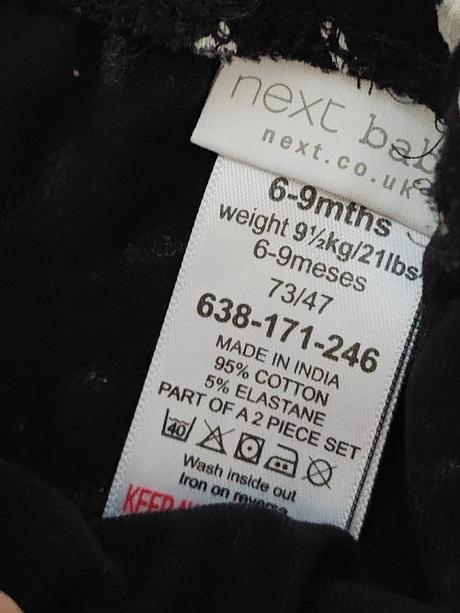 next
next.co.uk
6-9mths
weight 9½kg/21lbs
6-9meses
73/47
638-171-246
MADE IN INDIA
95% COTTON
5% ELASTANE
PART OF A 2 PIECE SET
40
Wash inside out
Iron on reverse
KEEP